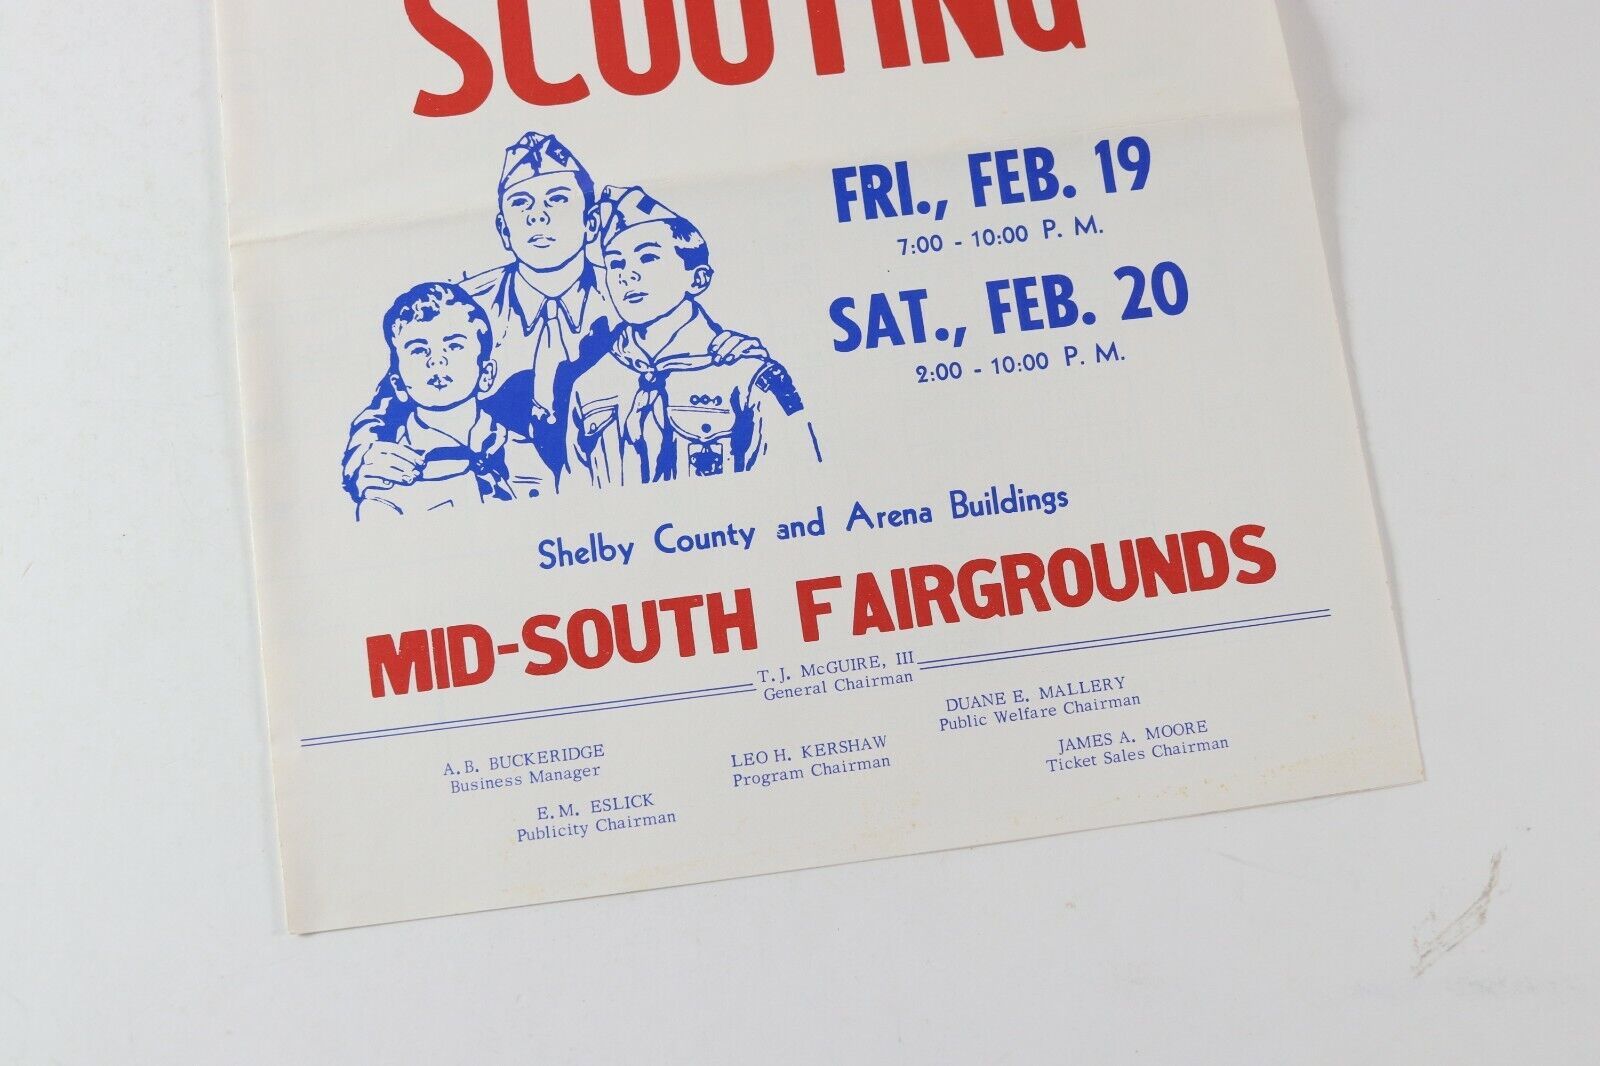 SCOUTING
FRI., FEB. 19
7:00 - 10:00 P. M.
SAT., FEB. 20
2:00 - 10:00 P. M.
Shelby County and Arena Buildings
MID-SOUTH FAIRGROUNDS
T. J. McGUIRE, III
General Chairman
DUANE E. MALLERY
Public Welfare Chairman
A. B. BUCKERIDGE
Business Manager
LEO H. KERSHAW
Program Chairman
JAMES A. MOORE
Ticket Sales Chairman
E. M. ESLICK
Publicity Chairman